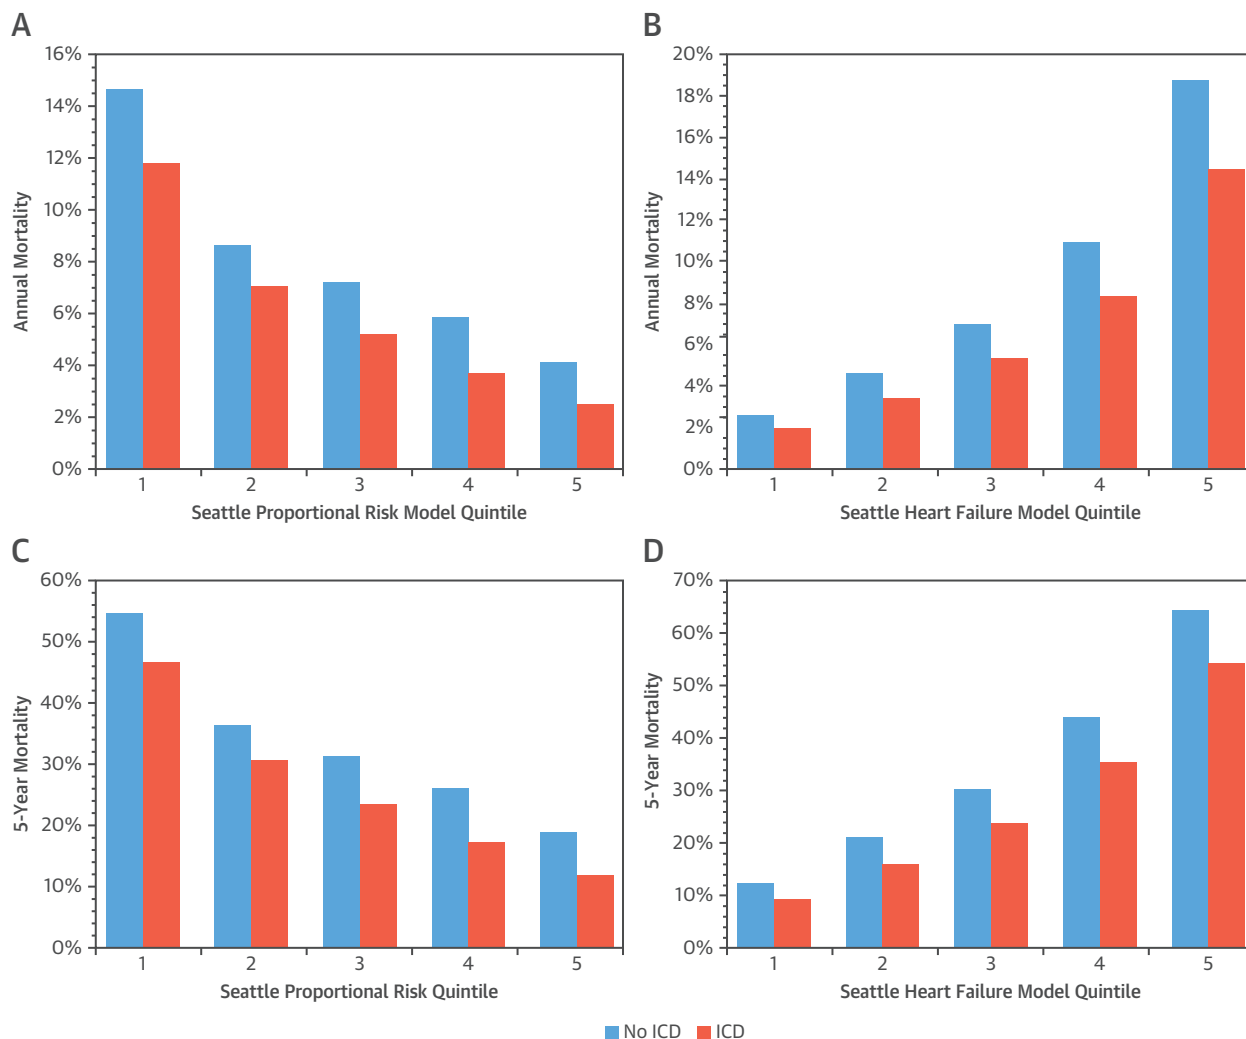 A
16%
14%
12%
10%
8%
6%
4%
2%
0%
Annual Mortality
1 2 3 4 5
Seattle Proportional Risk Model Quintile
B
20%
18%
16%
14%
12%
10%
8%
6%
4%
2%
0%
Annual Mortality
1 2 3 4 5
Seattle Heart Failure Model Quintile
C
60%
50%
40%
30%
20%
10%
0%
5-Year Mortality
1 2 3 4 5
Seattle Proportional Risk Quintile
D
70%
60%
50%
40%
30%
20%
10%
0%
5-Year Mortality
1 2 3 4 5
Seattle Heart Failure Model Quintile
No ICD ICD